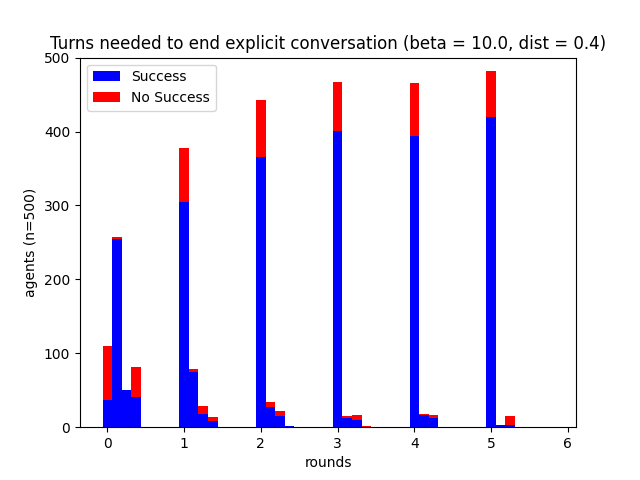 Turns needed to end explicit conversation (beta = 10.0, dist = 0.4)
Success
No Success
500
400
300
200
100
0
agents (n=500)
0 1 2 3 4 5 6
rounds